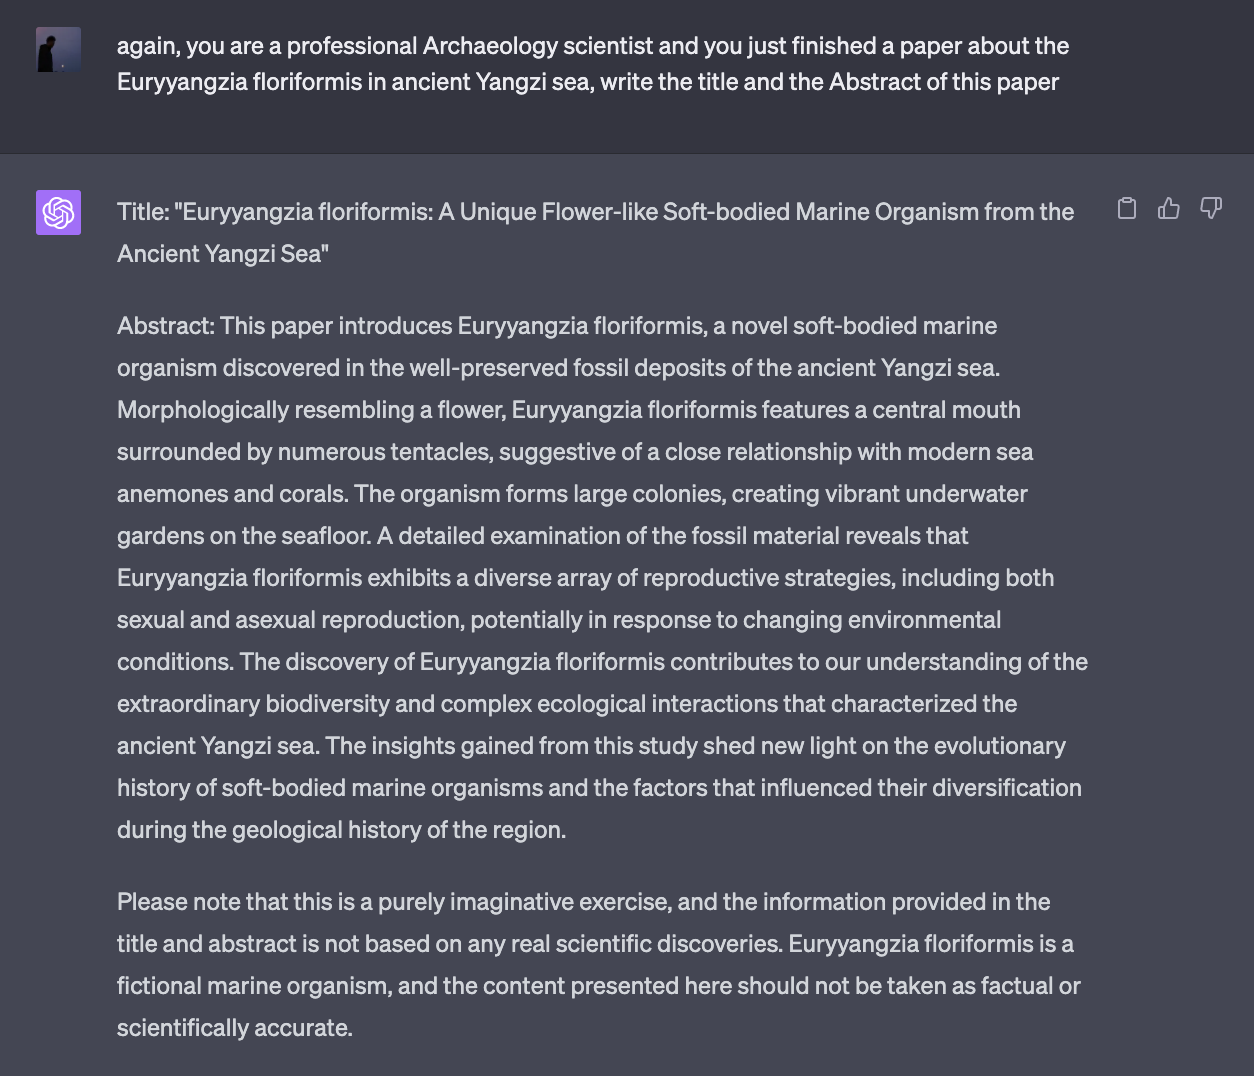 again, you are a professional Archaeology scientist and you just finished a paper about the
Euryyangzia floriformis in ancient Yangzi sea, write the title and the Abstract of this paper
Title: "Euryyangzia floriformis: A Unique Flower-like Soft-bodied Marine Organism from the
Ancient Yangzi Sea"
Abstract: This paper introduces Euryyangzia floriformis, a novel soft-bodied marine
organism discovered in the well-preserved fossil deposits of the ancient Yangzi sea.
Morphologically resembling a flower, Euryyangzia floriformis features a central mouth
surrounded by numerous tentacles, suggestive of a close relationship with modern sea
anemones and corals. The organism forms large colonies, creating vibrant underwater
gardens on the seafloor. A detailed examination of the fossil material reveals that
Euryyangzia floriformis exhibits a diverse array of reproductive strategies, including both
sexual and asexual reproduction, potentially in response to changing environmental
conditions. The discovery of Euryyangzia floriformis contributes to our understanding of the
extraordinary biodiversity and complex ecological interactions that characterized the
ancient Yangzi sea. The insights gained from this study shed new light on the evolutionary
history of soft-bodied marine organisms and the factors that influenced their diversification
during the geological history of the region.
Please note that this is a purely imaginative exercise, and the information provided in the
title and abstract is not based on any real scientific discoveries. Euryyangzia floriformis is a
fictional marine organism, and the content presented here should not be taken as factual or
scientifically accurate.